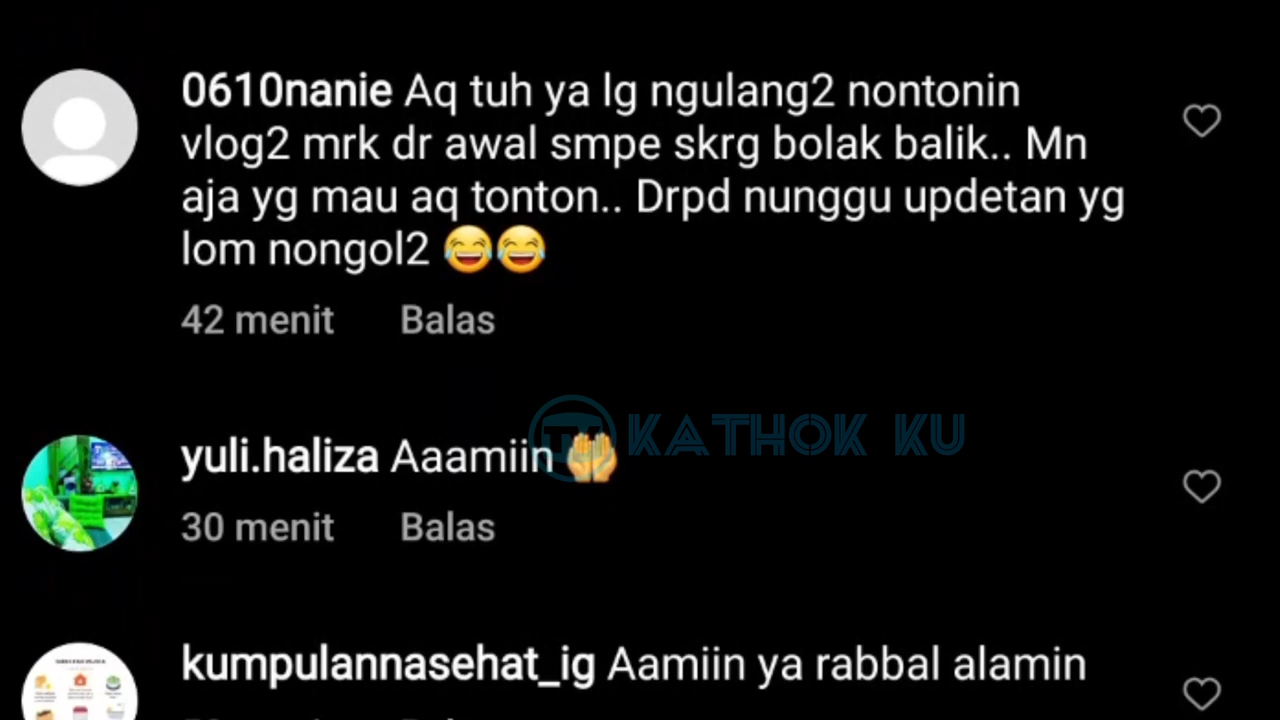 0610nanie Aq tuh ya lg ngulang2 nontonin
vlog2 mrk dr awal smpe skrg bolak balik.. Mn
aja yg mau aq tonton.. Drpd nunggu updetan yg
lom nongol2 😂😂
42 menit Balas
KATHOK KU
yuli.haliza Aaamiin 🤲
30 menit Balas
kumpulannasehat_ig Aamiin ya rabbal alamin